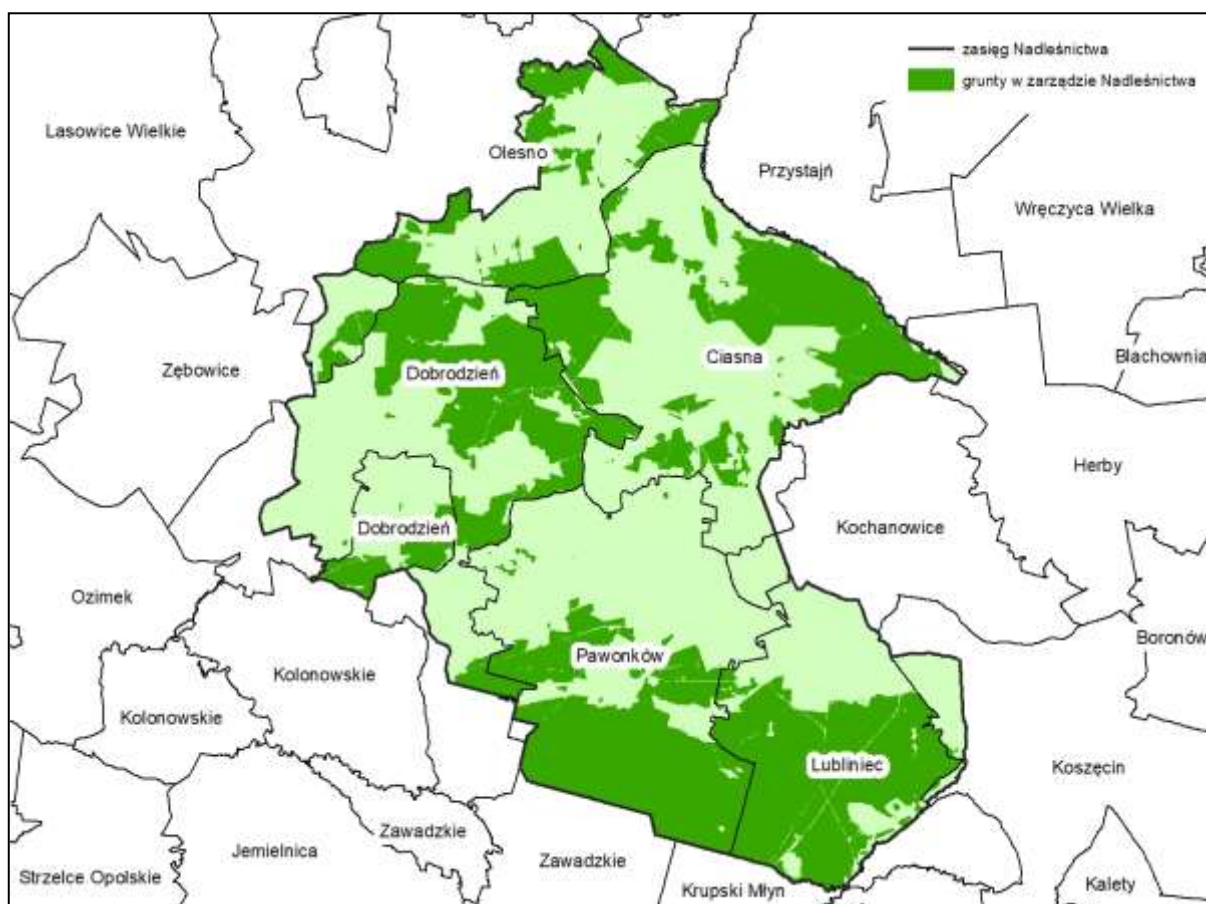 zasięg Nadleśnictwa
grunty w zarządzie Nadleśnictwa
Lasowice Wielkie
Olesno
Przystajń
Wręczyca Wielka
Zębowice
Dobrodzień
Ciasna
Blachownia
Herby
Dobrodzień
Kochanowice
Ozimek
Boronów
Kolonowskie
Pawonków
Kolonowskie
Lubliniec
Koszęcin
Zawadzkie
Jemielnica
Zawadzkie
Strzelce Opolskie
Krupski Młyn
Kalety